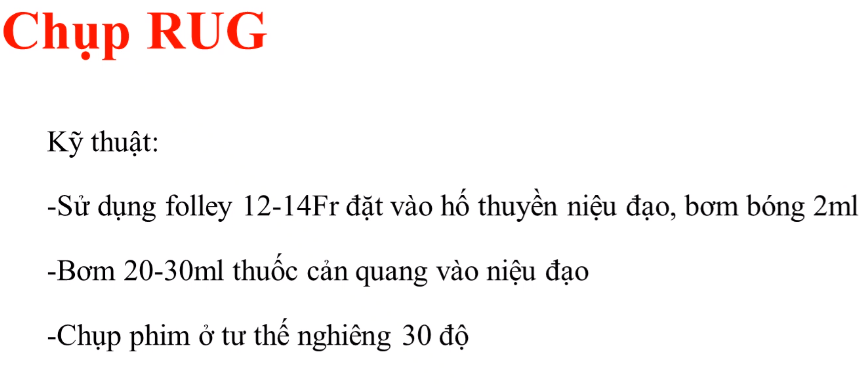 Chụp RUG
Kỹ thuật:
-Sử dụng folley 12-14Fr đặt vào hố thuyền niệu đạo, bơm bóng 2ml
-Bơm 20-30ml thuốc cản quang vào niệu đạo
-Chụp phim ở tư thế nghiêng 30 độ